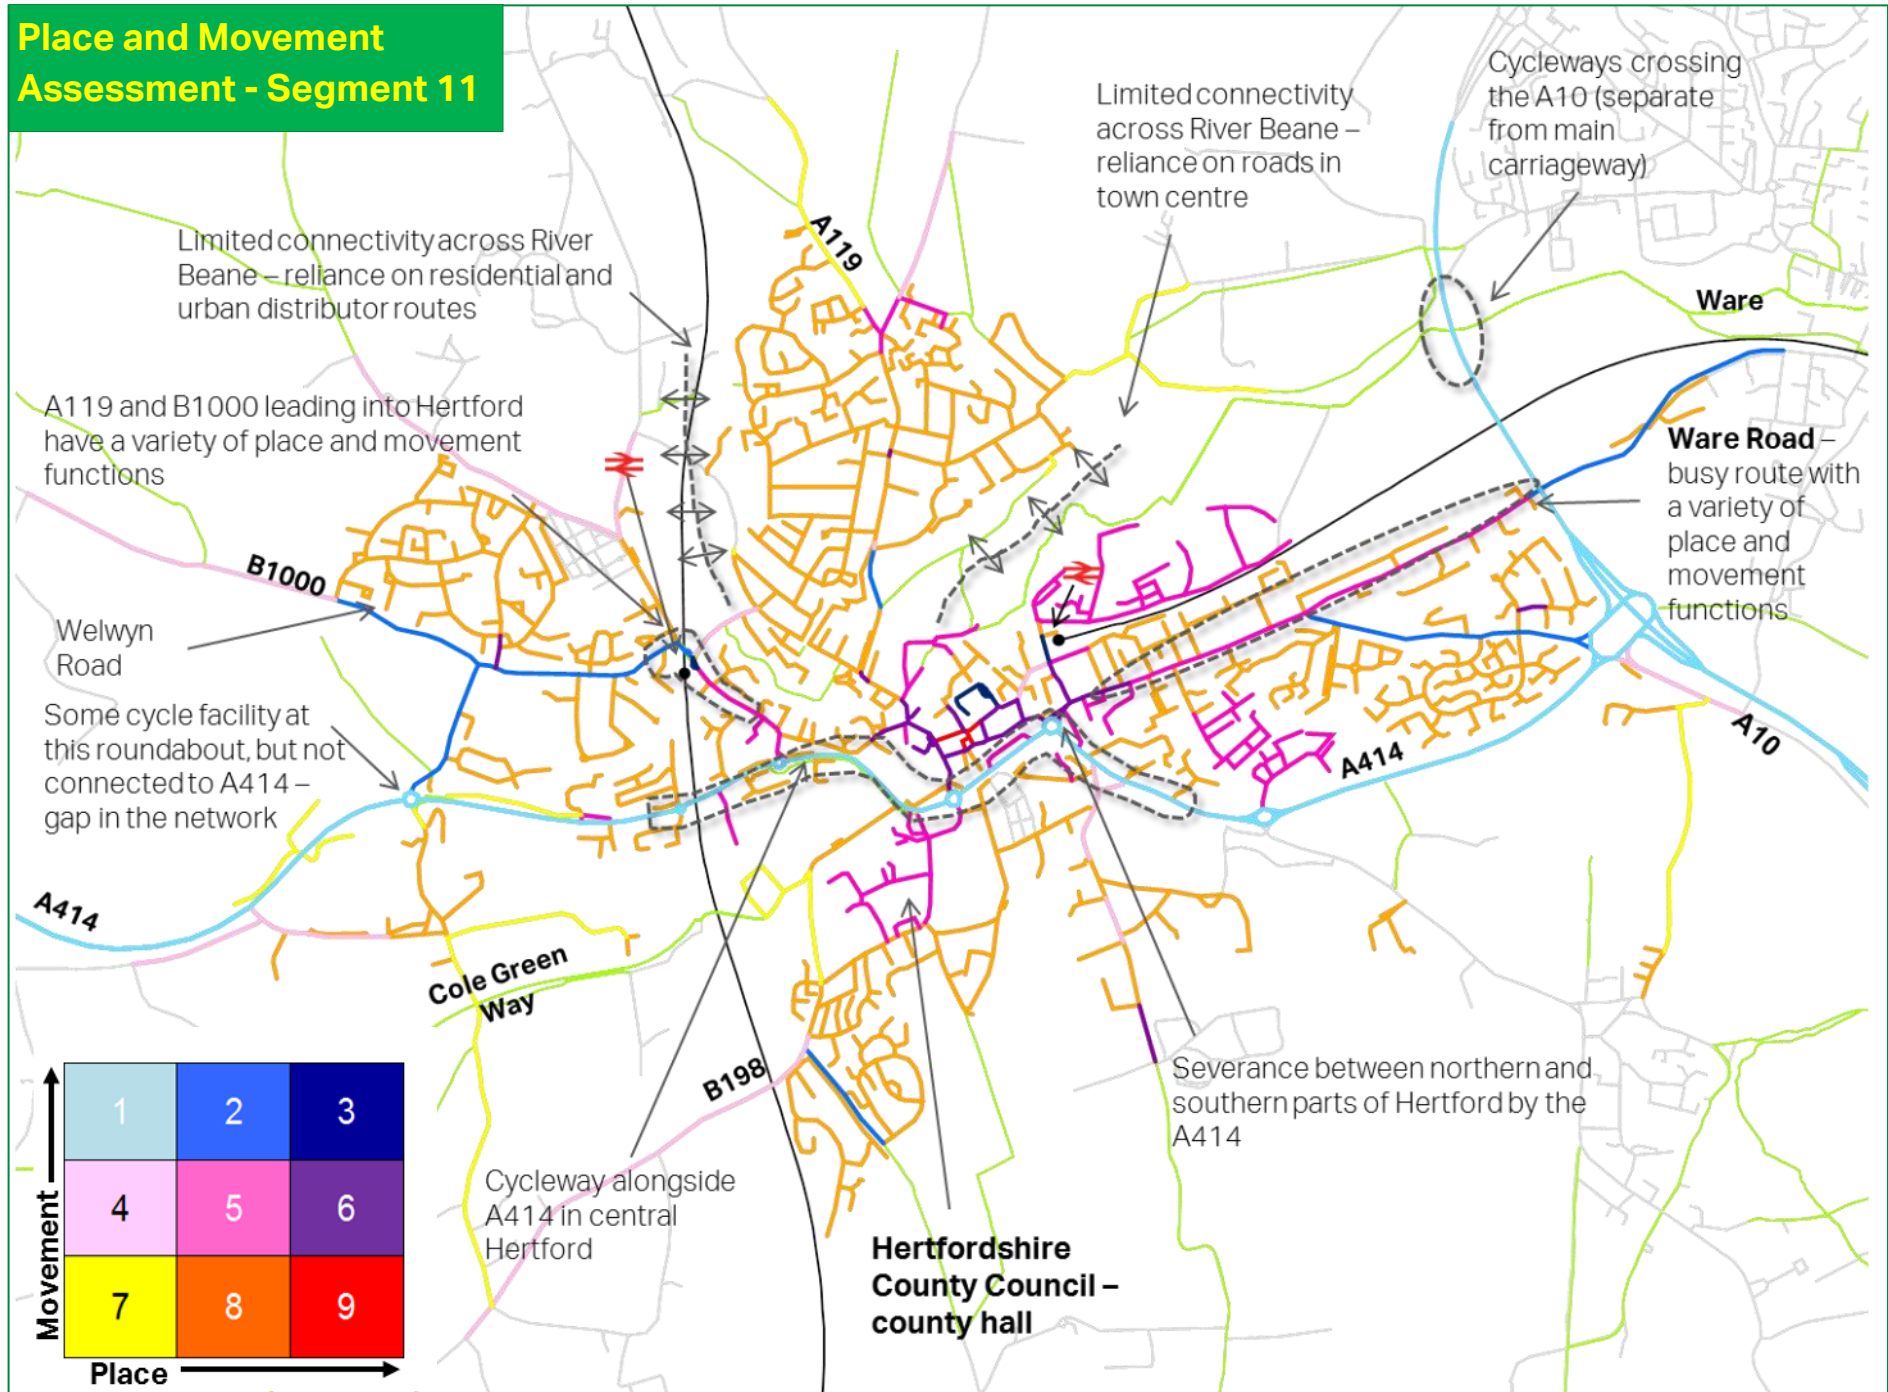 Place and Movement
Assessment - Segment 11
Cycleways crossing
the A10 (separate
from main
carriageway)
Limited connectivity
across River Beane –
reliance on roads in
town centre
A119
Limited connectivity across River
Beane – reliance on residential and
urban distributor routes
Ware
A119 and B1000 leading into Hertford
have a variety of place and movement
functions
Ware Road –
busy route with
a variety of
place and
movement
functions
B1000
Welwyn
Road
Some cycle facility at
this roundabout, but not
connected to A414 –
gap in the network
A10
A414
A414
Cole Green
Way
B198
Severance between northern and
southern parts of Hertford by the
A414
Cycleway alongside
A414 in central
Hertford
Hertfordshire
County Council –
county hall
Movement
1 2 3
4 5 6
7 8 9
Place